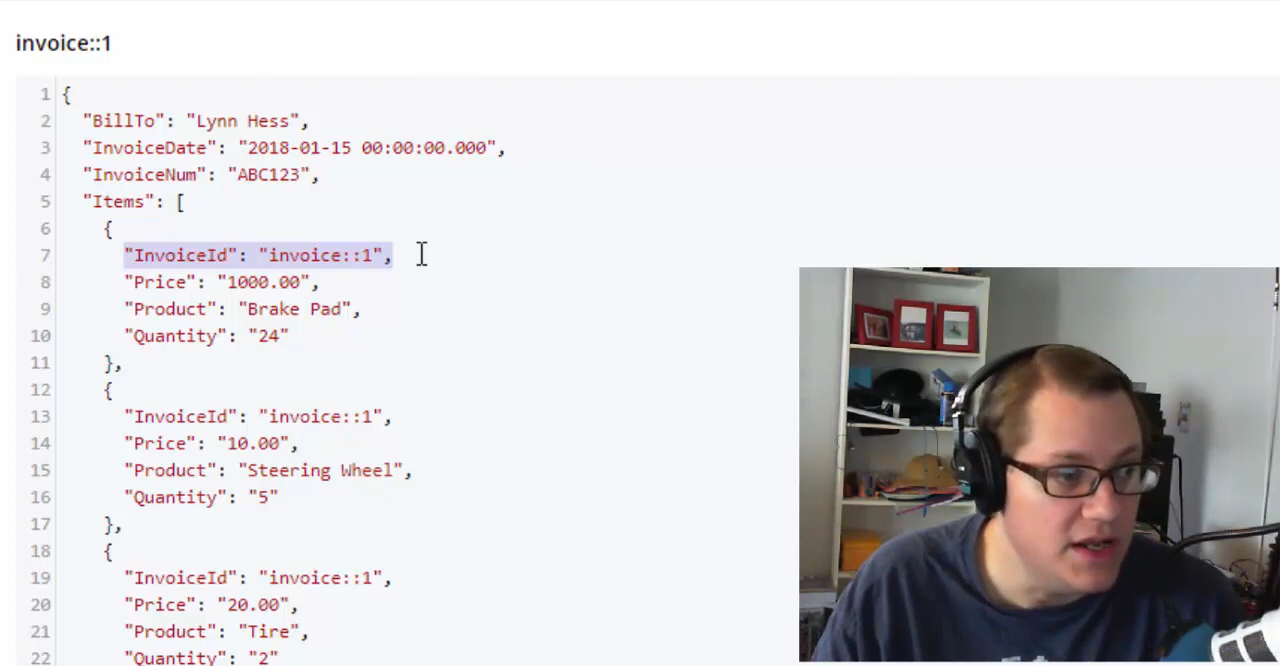 invoice::1
1 {
2 "BillTo": "Lynn Hess",
3 "InvoiceDate": "2018-01-15 00:00:00.000",
4 "InvoiceNum": "ABC123",
5 "Items": [
6 {
7 "InvoiceId": "invoice::1",
8 "Price": "1000.00",
9 "Product": "Brake Pad",
10 "Quantity": "24"
11 },
12 {
13 "InvoiceId": "invoice::1",
14 "Price": "10.00",
15 "Product": "Steering Wheel",
16 "Quantity": "5"
17 },
18 {
19 "InvoiceId": "invoice::1",
20 "Price": "20.00",
21 "Product": "Tire",
22 "Quantity": "2"